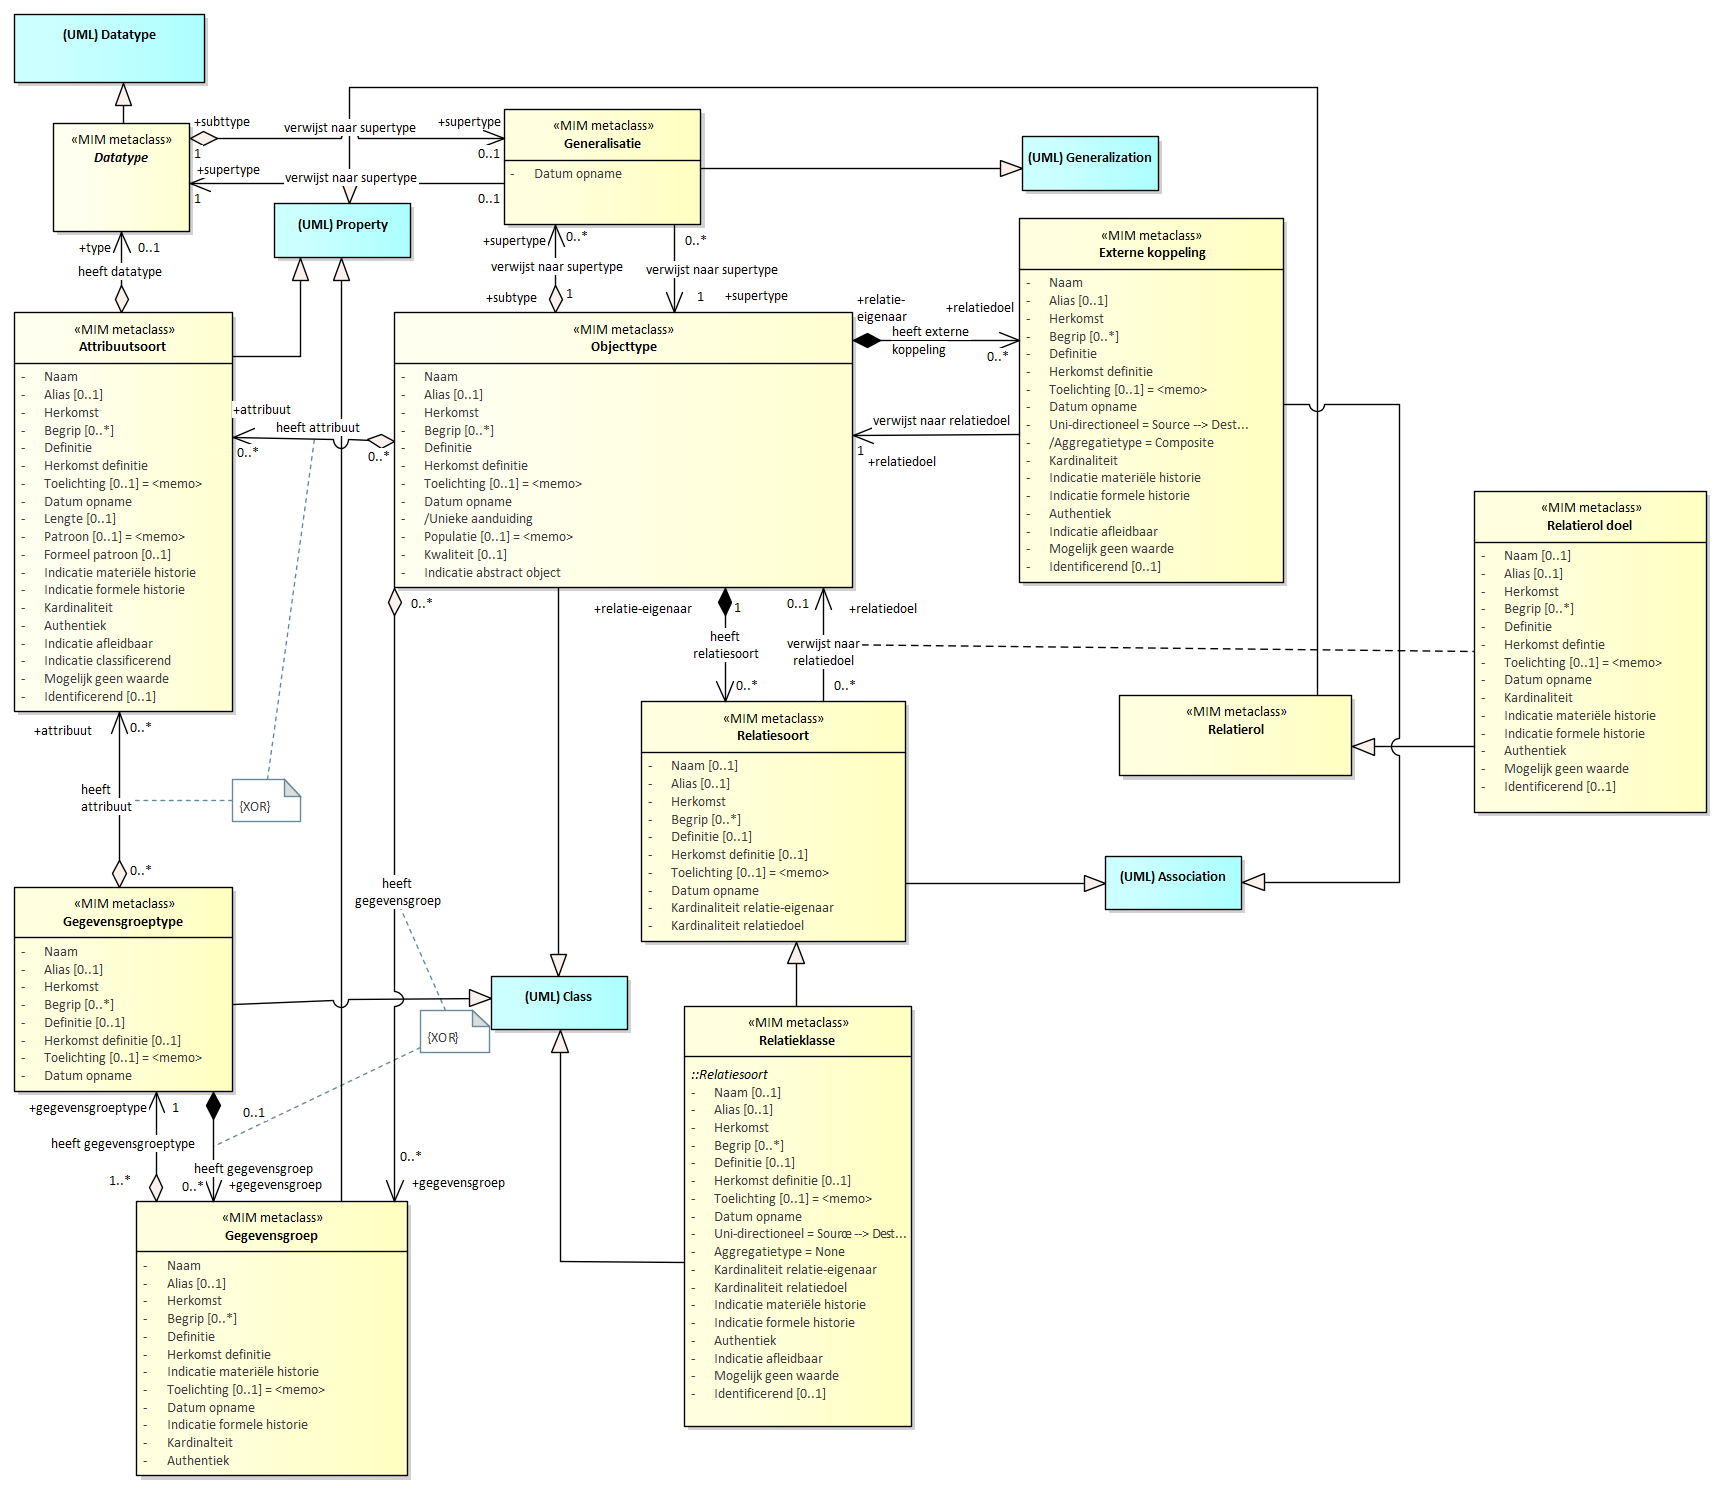 (UML) Datatype
«MIM metaclass»
Datatype
+subttype
1
verwijst naar supertype
+supertype
0..1
+supertype
1
verwijst naar supertype
0..1
«MIM metaclass»
Generalisatie
- Datum opname
(UML) Generalization
(UML) Property
+type
0..1
heeft datatype
+supertype
0..*
verwijst naar supertype
+subtype
1
0..*
verwijst naar supertype
1
+supertype
«MIM metaclass»
Attribuutsoort
- Naam
- Alias [0..1]
- Herkomst
- Begrip [0..*]
- Definitie
- Herkomst definitie
- Toelichting [0..1] = <memo>
- Datum opname
- Lengte [0..1]
- Patroon [0..1] = <memo>
- Formeel patroon [0..1]
- Indicatie materiële historie
- Indicatie formele historie
- Kardinaliteit
- Authentiek
- Indicatie afleidbaar
- Indicatie classificerend
- Mogelijk geen waarde
- Identificerend [0..1]
+attribuut
heeft attribuut
0..*
0..*
«MIM metaclass»
Objecttype
- Naam
- Alias [0..1]
- Herkomst
- Begrip [0..*]
- Definitie
- Herkomst definitie
- Toelichting [0..1] = <memo>
- Datum opname
- /Unieke aanduiding
- Populatie [0..1] = <memo>
- Kwaliteit [0..1]
- Indicatie abstract object
+relatie-
eigenaar
+relatiedoel
heeft externe
koppeling
0..*
verwijst naar relatiedoel
1
+relatiedoel
«MIM metaclass»
Externe koppeling
- Naam
- Alias [0..1]
- Herkomst
- Begrip [0..*]
- Definitie
- Herkomst definitie
- Toelichting [0..1] = <memo>
- Datum opname
- Uni-directioneel = Source --> Dest...
- /Aggregatietype = Composite
- Kardinaliteit
- Indicatie materiële historie
- Indicatie formele historie
- Authentiek
- Indicatie afleidbaar
- Mogelijk geen waarde
- Identificerend [0..1]
«MIM metaclass»
Relatierol doel
- Naam [0..1]
- Alias [0..1]
- Herkomst
- Begrip [0..*]
- Definitie
- Herkomst defintie
- Toelichting [0..1] = <memo>
- Datum opname
- Kardinaliteit
- Indicatie materiële historie
- Indicatie formele historie
- Authentiek
- Mogelijk geen waarde
- Identificerend [0..1]
0..*
+relatie-eigenaar
1
heeft
relatiesoort
0..*
0..1
+relatiedoel
verwijst naar
relatiedoel
0..*
«MIM metaclass»
Relatiesoort
- Naam [0..1]
- Alias [0..1]
- Herkomst
- Begrip [0..*]
- Definitie [0..1]
- Herkomst definitie [0..1]
- Toelichting [0..1] = <memo>
- Datum opname
- Kardinaliteit relatie-eigenaar
- Kardinaliteit relatiedoel
«MIM metaclass»
Relatierol
(UML) Association
+attribuut
0..*
heeft
attribuut
{XOR}
0..*
«MIM metaclass»
Gegevensgroeptype
- Naam
- Alias [0..1]
- Herkomst
- Begrip [0..*]
- Definitie [0..1]
- Herkomst definitie [0..1]
- Toelichting [0..1] = <memo>
- Datum opname
heeft
gegevensgroep
(UML) Class
{XOR}
+gegevensgroeptype
1
heeft gegevensgroeptype
1..*
0..1
heeft gegevensgroep
0..*
+gegevensgroep
0..*
+gegevensgroep
«MIM metaclass»
Gegevensgroep
- Naam
- Alias [0..1]
- Herkomst
- Begrip [0..*]
- Definitie
- Herkomst definitie
- Indicatie materiële historie
- Toelichting [0..1] = <memo>
- Datum opname
- Indicatie formele historie
- Kardinalteit
- Authentiek
«MIM metaclass»
Relatieklasse
::Relatiesoort
- Naam [0..1]
- Alias [0..1]
- Herkomst
- Begrip [0..*]
- Definitie [0..1]
- Herkomst definitie [0..1]
- Toelichting [0..1] = <memo>
- Datum opname
- Uni-directioneel = Source --> Dest...
- Aggregatietype = None
- Kardinaliteit relatie-eigenaar
- Kardinaliteit relatiedoel
- Indicatie materiële historie
- Indicatie formele historie
- Authentiek
- Indicatie afleidbaar
- Mogelijk geen waarde
- Identificerend [0..1]